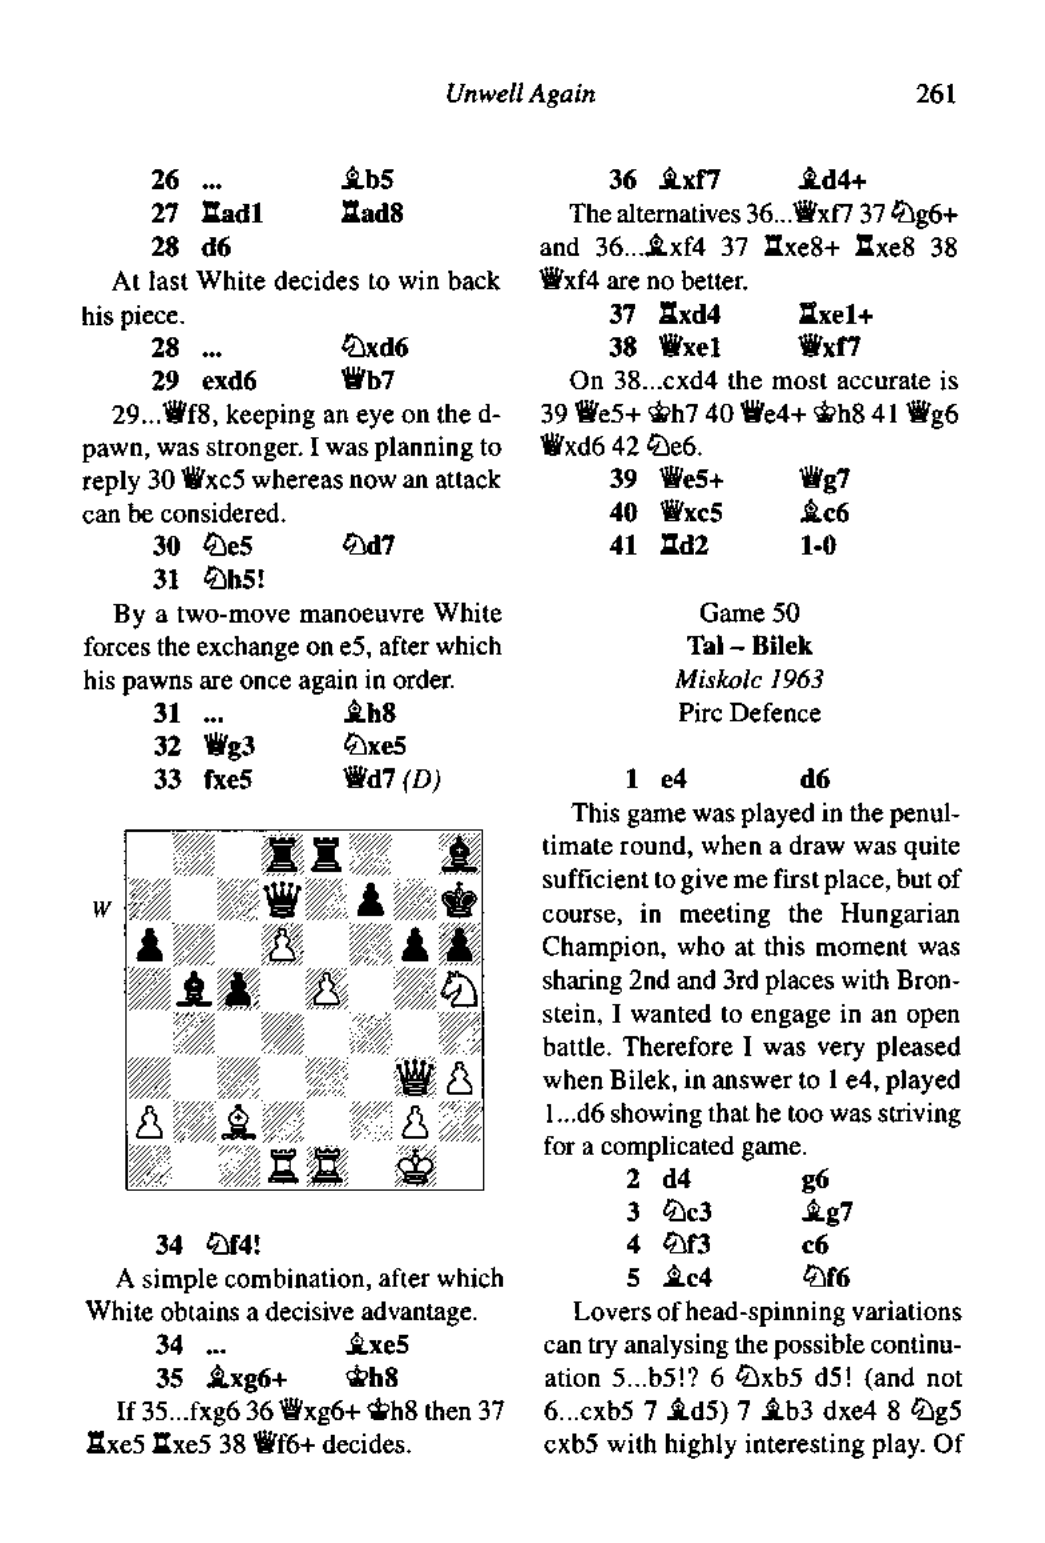 Unwell Again 261
26 ... ♗b5
27 ♖ad1 ♖ad8
28 d6
At last White decides to win back
his piece.
28 ... ♘xd6
29 exd6 ♕b7
29...♕f8, keeping an eye on the d-
pawn, was stronger. I was planning to
reply 30 ♕xc5 whereas now an attack
can be considered.
30 ♘e5 ♘d7
31 ♘h5!
By a two-move manoeuvre White
forces the exchange on e5, after which
his pawns are once again in order.
31 ... ♗h8
32 ♕g3 ♘xe5
33 fxe5 ♕d7 (D)
W
34 ♘f4!
A simple combination, after which
White obtains a decisive advantage.
34 ... ♗xe5
35 ♗xg6+ ♔h8
If 35...fxg6 36 ♕xg6+ ♔h8 then 37
♖xe5 ♖xe5 38 ♕f6+ decides.
36 ♗xf7 ♗d4+
The alternatives 36...♕xf7 37 ♘g6+
and 36...♗xf4 37 ♖xe8+ ♖xe8 38
♕xf4 are no better.
37 ♖xd4 ♖xe1+
38 ♕xe1 ♕xf7
On 38...cxd4 the most accurate is
39 ♕e5+ ♔h7 40 ♕e4+ ♔h8 41 ♕g6
♕xd6 42 ♘e6.
39 ♕e5+ ♕g7
40 ♕xc5 ♗c6
41 ♖d2 1-0
Game 50
Tal – Bilek
Miskolc 1963
Pirc Defence
1 e4 d6
This game was played in the penul-
timate round, when a draw was quite
sufficient to give me first place, but of
course, in meeting the Hungarian
Champion, who at this moment was
sharing 2nd and 3rd places with Bron-
stein, I wanted to engage in an open
battle. Therefore I was very pleased
when Bilek, in answer to 1 e4, played
1...d6 showing that he too was striving
for a complicated game.
2 d4 g6
3 ♘c3 ♗g7
4 ♘f3 c6
5 ♗c4 ♘f6
Lovers of head-spinning variations
can try analysing the possible continu-
ation 5...b5!? 6 ♘xb5 d5! (and not
6...cxb5 7 ♗d5) 7 ♗b3 dxe4 8 ♘g5
cxb5 with highly interesting play. Of